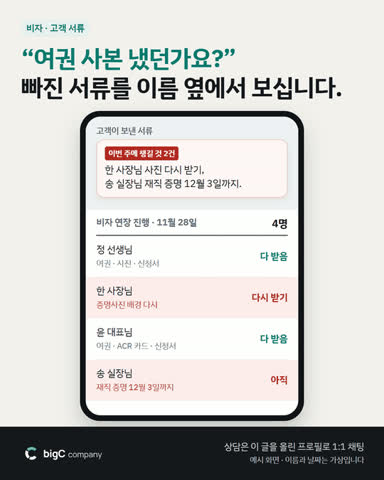 비자 · 고객 서류
“여권 사본 냈던가요?”
빠진 서류를 이름 옆에서 보십니다.
고객이 보낸 서류
이번 주에 챙길 것 2건
한 사장님 사진 다시 받기,
송 실장님 재직 증명 12월 3일까지.
비자 연장 진행 · 11월 28일 4명
정 선생님
여권 · 사진 · 신청서
다 받음
한 사장님
증명사진 배경 다시
다시 받기
윤 대표님
여권 · ACR 카드 · 신청서
다 받음
송 실장님
재직 증명 12월 3일까지
아직
bigC company
상담은 이 글을 올린 프로필로 1:1 채팅
예시 화면 · 이름과 날짜는 가상입니다